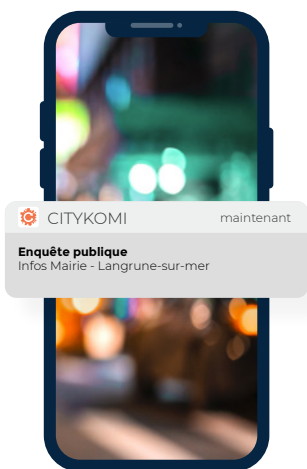 CITYKOMI maintenant
Enquête publique
Infos Mairie - Langrune-sur-mer